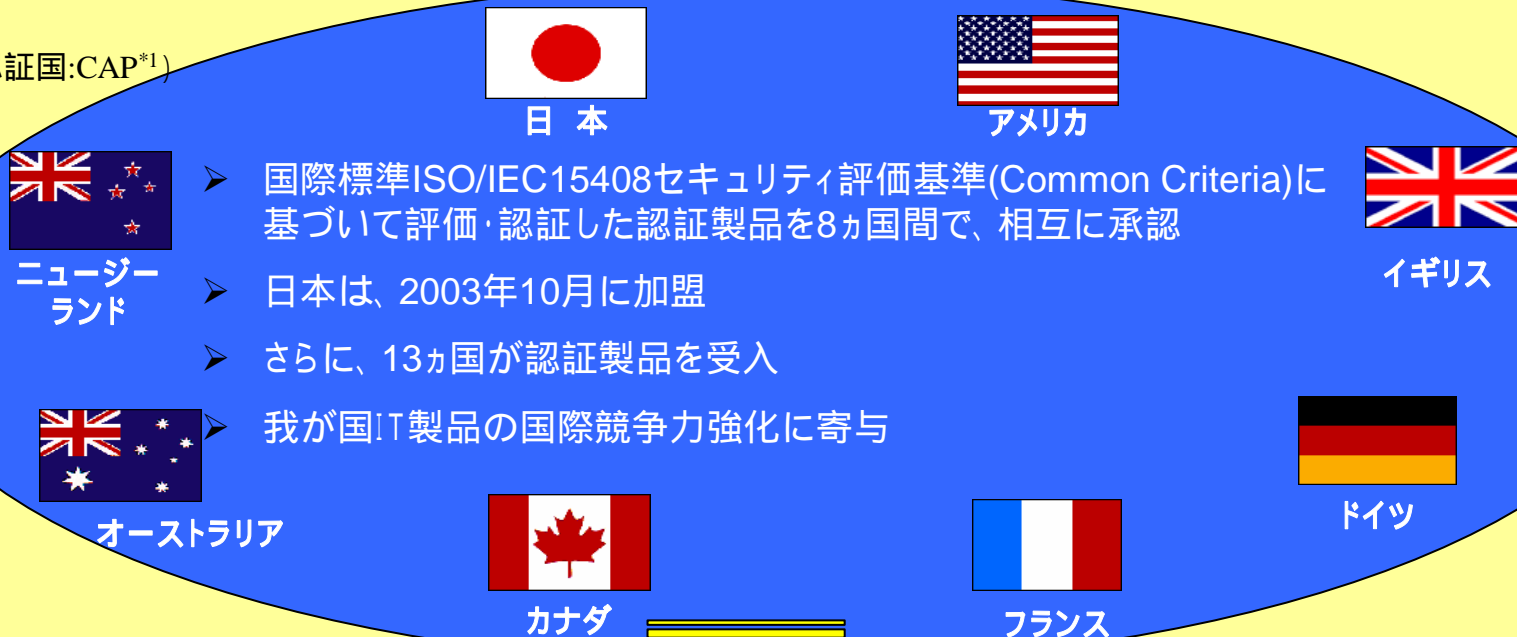 証国:CAP*1)
日 本
アメリカ
➢ 国際標準ISO/IEC15408セキュリティ評価基準(Common Criteria)に
基づいて評価・認証した認証製品を8ヵ国間で、相互に承認
ニュージー
ランド
イギリス
➢ 日本は、2003年10月に加盟
➢ さらに、13ヵ国が認証製品を受入
➢ 我が国IT製品の国際競争力強化に寄与
オーストラリア
ドイツ
カナダ
フランス